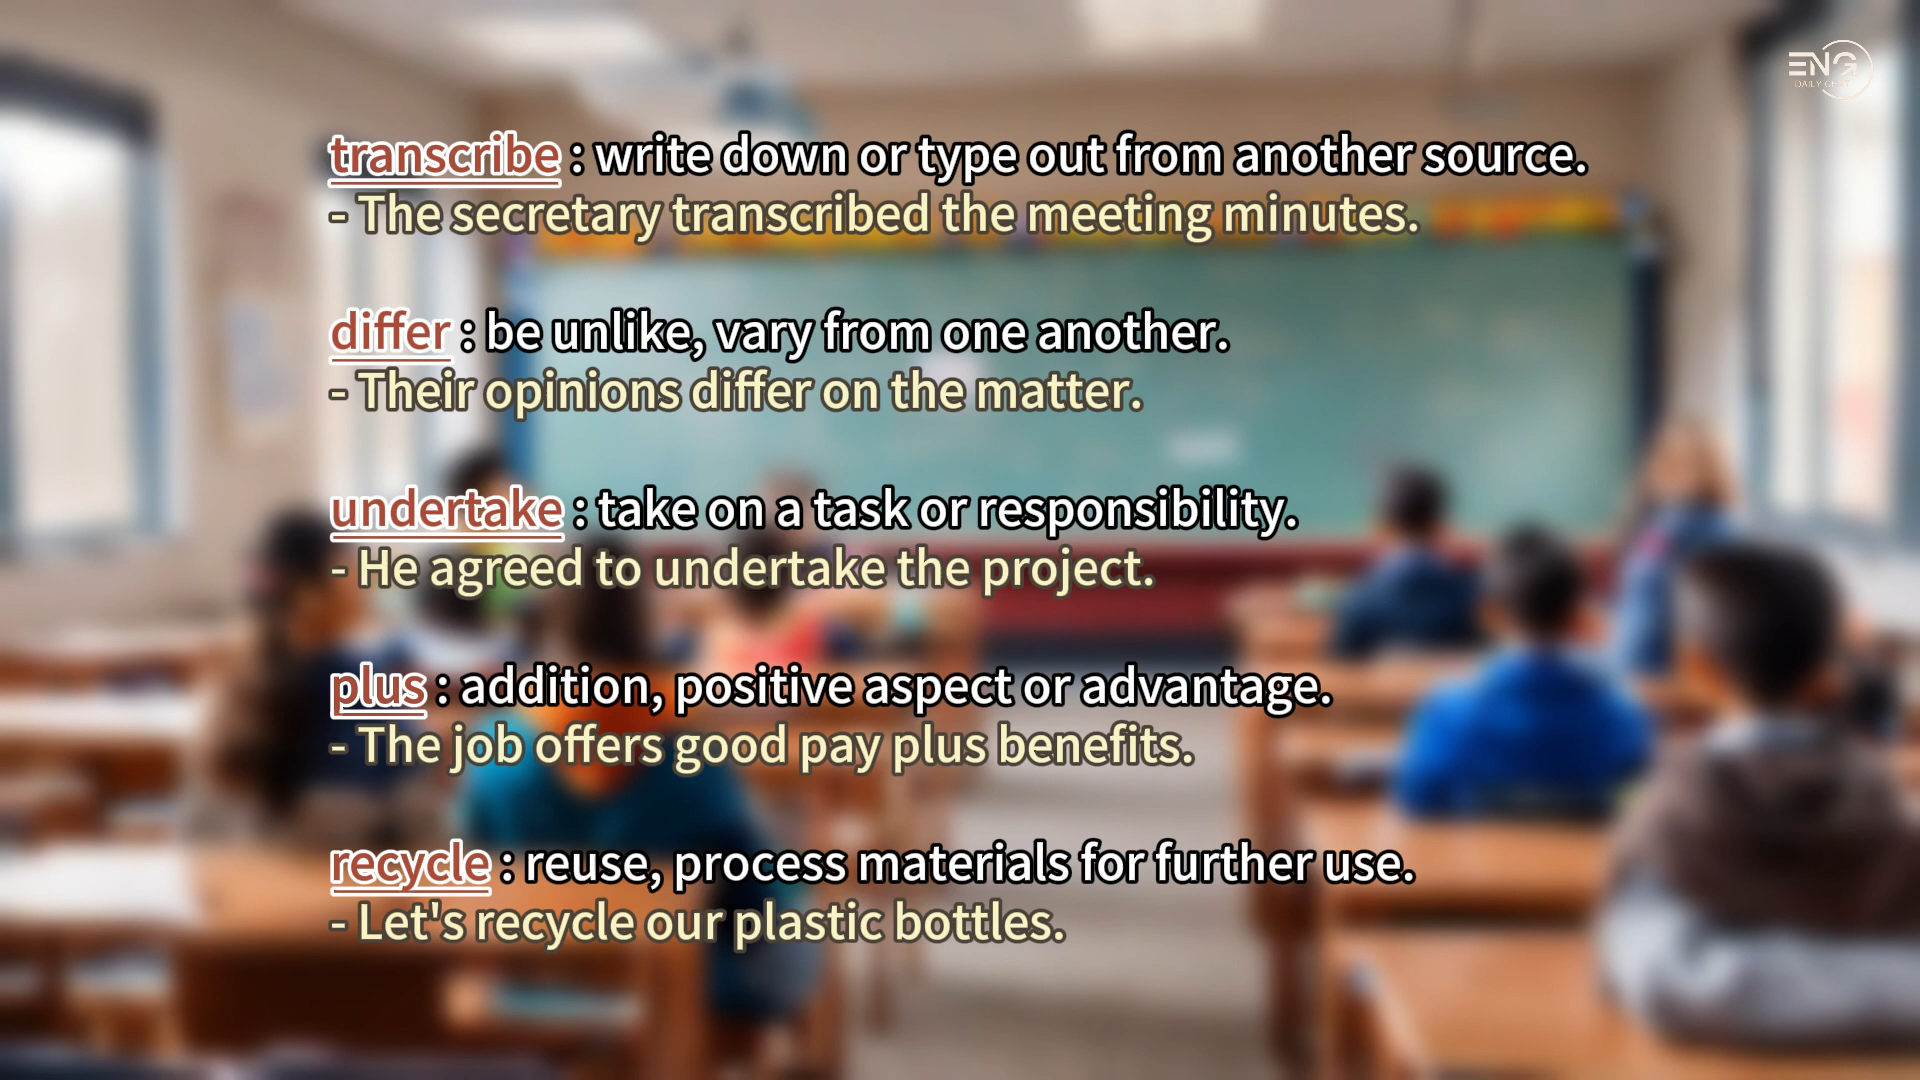 ENG
DAILY
transcribe : write down or type out from another source.
- The secretary transcribed the meeting minutes.
differ : be unlike, vary from one another.
- Their opinions differ on the matter.
undertake : take on a task or responsibility.
- He agreed to undertake the project.
plus : addition, positive aspect or advantage.
- The job offers good pay plus benefits.
recycle : reuse, process materials for further use.
- Let's recycle our plastic bottles.